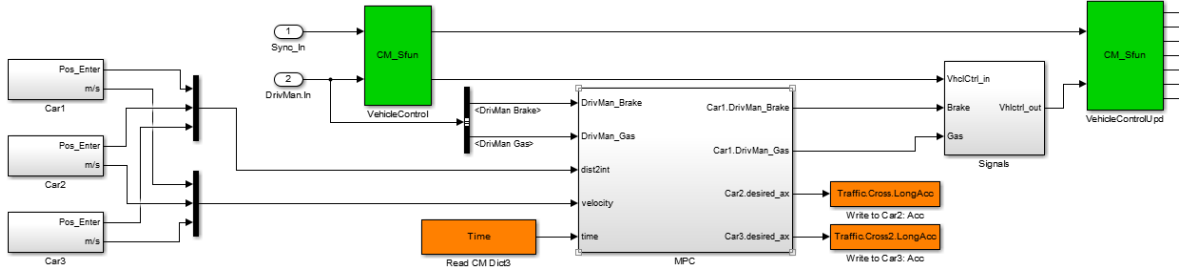 1
Sync_In
2
DrivMan.In
CM_Sfun
VehicleControl
CM_Sfun
VehicleControlUpd
Pos_Enter
m/s
Car1
Pos_Enter
m/s
Car2
Pos_Enter
m/s
Car3
<DrivMan Brake>
<DrivMan Gas>
DrivMan_Brake
DrivMan_Gas
dist2int
velocity
time
Car1.DrivMan_Brake
Car1.DrivMan_Gas
Car2.desired_ax
Car3.desired_ax
MPC
VhclCtrl_in
Brake
Gas
Vhlctrl_out
Signals
Time
Read CM Dict3
Traffic.Cross.LongAcc
Write to Car2: Acc
Traffic.Cross2.LongAcc
Write to Car3: Acc